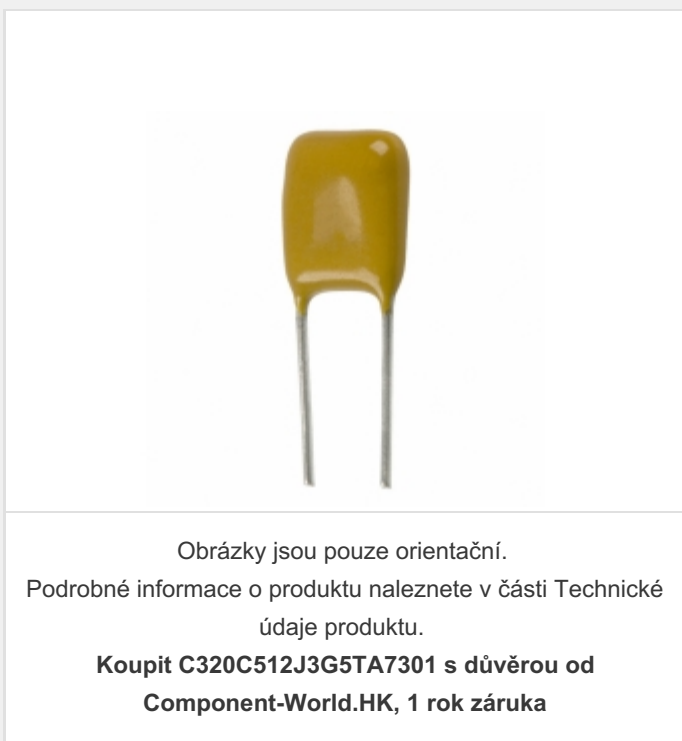 Obrázky jsou pouze orientační.
Podrobné informace o produktu naleznete v části Technické
údaje produktu.
Koupit C320C512J3G5TA7301 s důvěrou od
Component-World.HK, 1 rok záruka